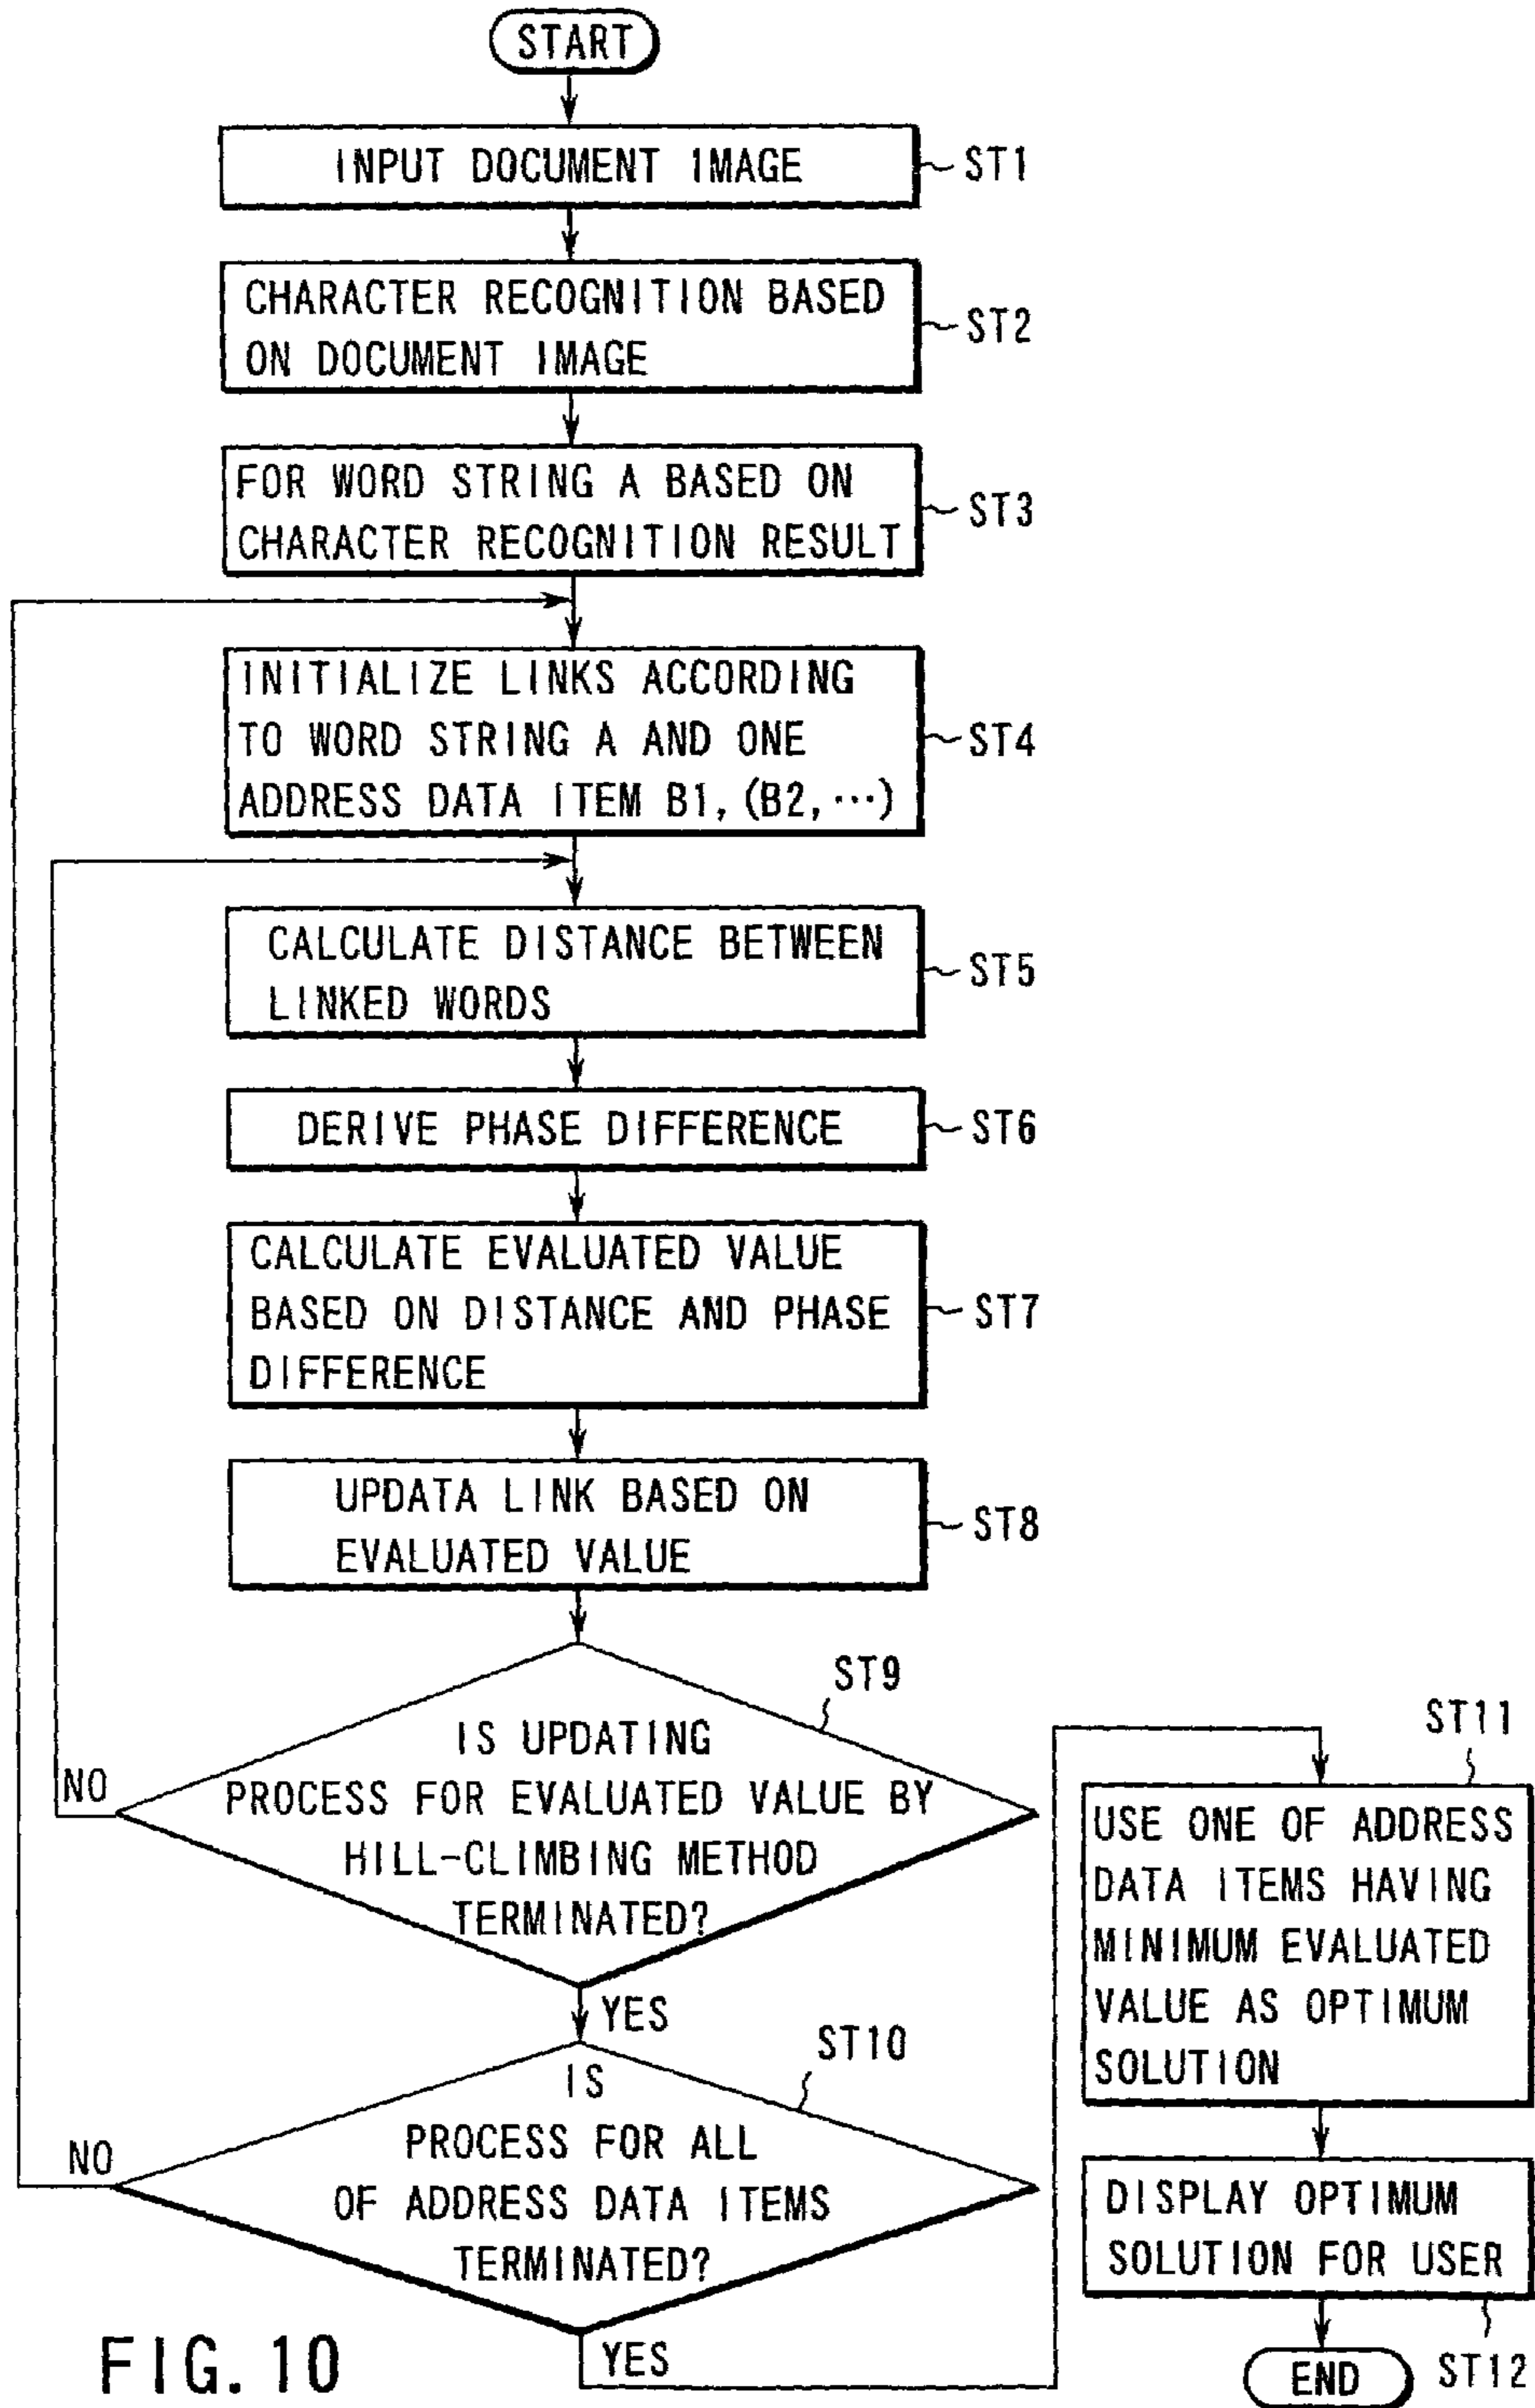 START
INPUT DOCUMENT IMAGE
ST1
CHARACTER RECOGNITION BASED
ON DOCUMENT IMAGE
ST2
FOR WORD STRING A BASED ON
CHARACTER RECOGNITION RESULT
ST3
INITIALIZE LINKS ACCORDING
TO WORD STRING A AND ONE
ADDRESS DATA ITEM B1, (B2, ···)
ST4
CALCULATE DISTANCE BETWEEN
LINKED WORDS
ST5
DERIVE PHASE DIFFERENCE
ST6
CALCULATE EVALUATED VALUE
BASED ON DISTANCE AND PHASE
DIFFERENCE
ST7
UPDATA LINK BASED ON
EVALUATED VALUE
ST8
ST9
IS UPDATING
PROCESS FOR EVALUATED VALUE BY
HILL-CLIMBING METHOD
TERMINATED?
NO
YES
ST10
IS
PROCESS FOR ALL
OF ADDRESS DATA ITEMS
TERMINATED?
NO
YES
ST11
USE ONE OF ADDRESS
DATA ITEMS HAVING
MINIMUM EVALUATED
VALUE AS OPTIMUM
SOLUTION
DISPLAY OPTIMUM
SOLUTION FOR USER
ST12
END
FIG. 10